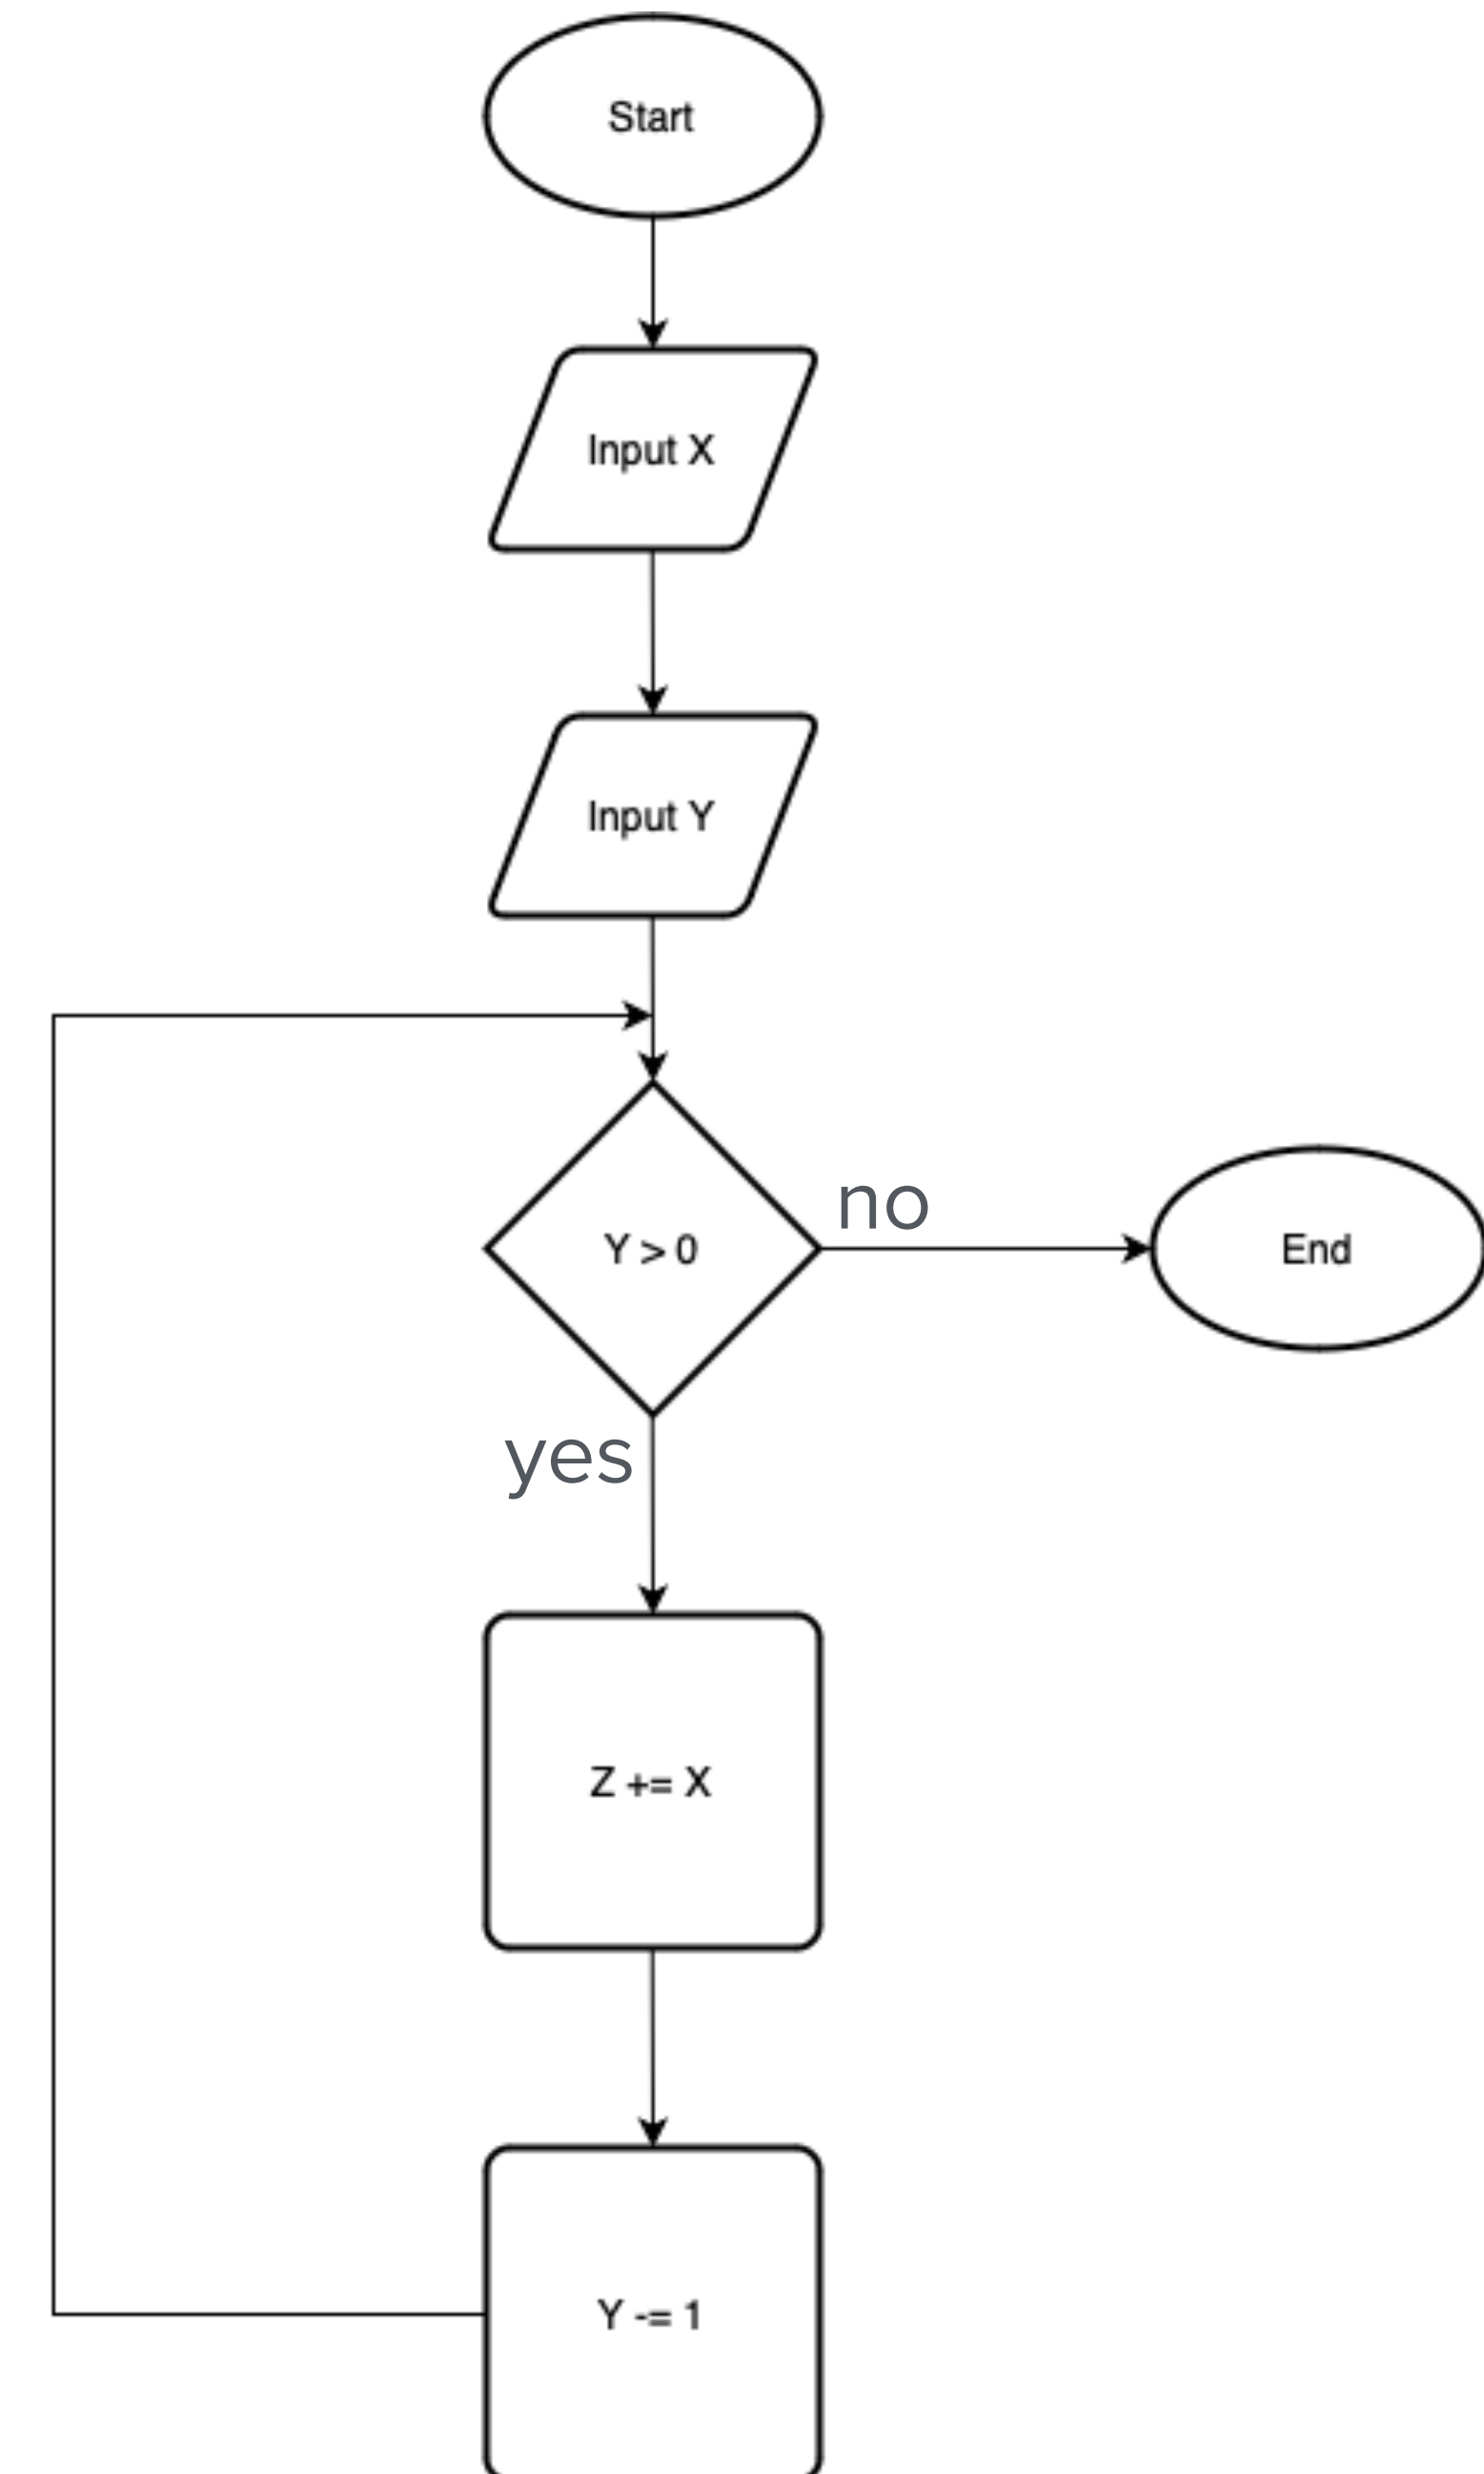 Start
Input X
Input Y
Y > 0
no
End
yes
Z += X
Y -= 1